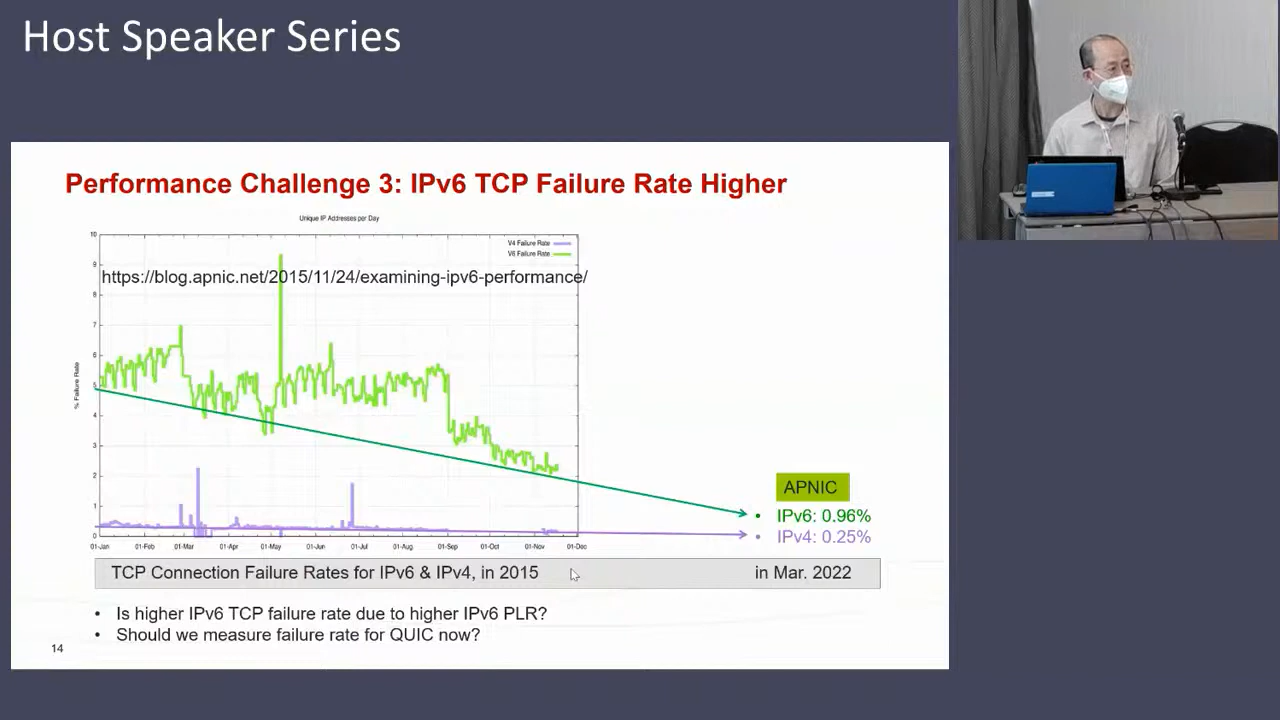 Host Speaker Series
Performance Challenge 3: IPv6 TCP Failure Rate Higher
Unique IP Addresses per Day
V4 Failure Rate
V6 Failure Rate
https://blog.apnic.net/2015/11/24/examining-ipv6-performance/
% Failure Rate
10
9
8
7
6
5
4
3
2
1
0
01-Jan 01-Feb 01-Mar 01-Apr 01-May 01-Jun 01-Jul 01-Aug 01-Sep 01-Oct 01-Nov 01-Dec
APNIC
• IPv6: 0.96%
• IPv4: 0.25%
TCP Connection Failure Rates for IPv6 & IPv4, in 2015 in Mar. 2022
• Is higher IPv6 TCP failure rate due to higher IPv6 PLR?
• Should we measure failure rate for QUIC now?
14